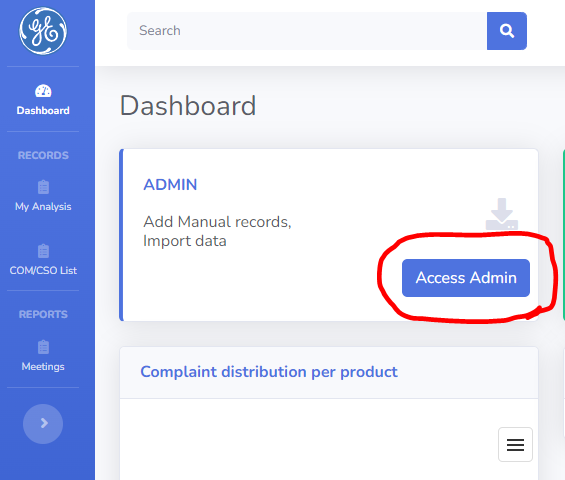 Search
Dashboard
RECORDS
My Analysis
COM/CSO List
REPORTS
Meetings
Dashboard
ADMIN
Add Manual records,
Import data
Access Admin
Complaint distribution per product